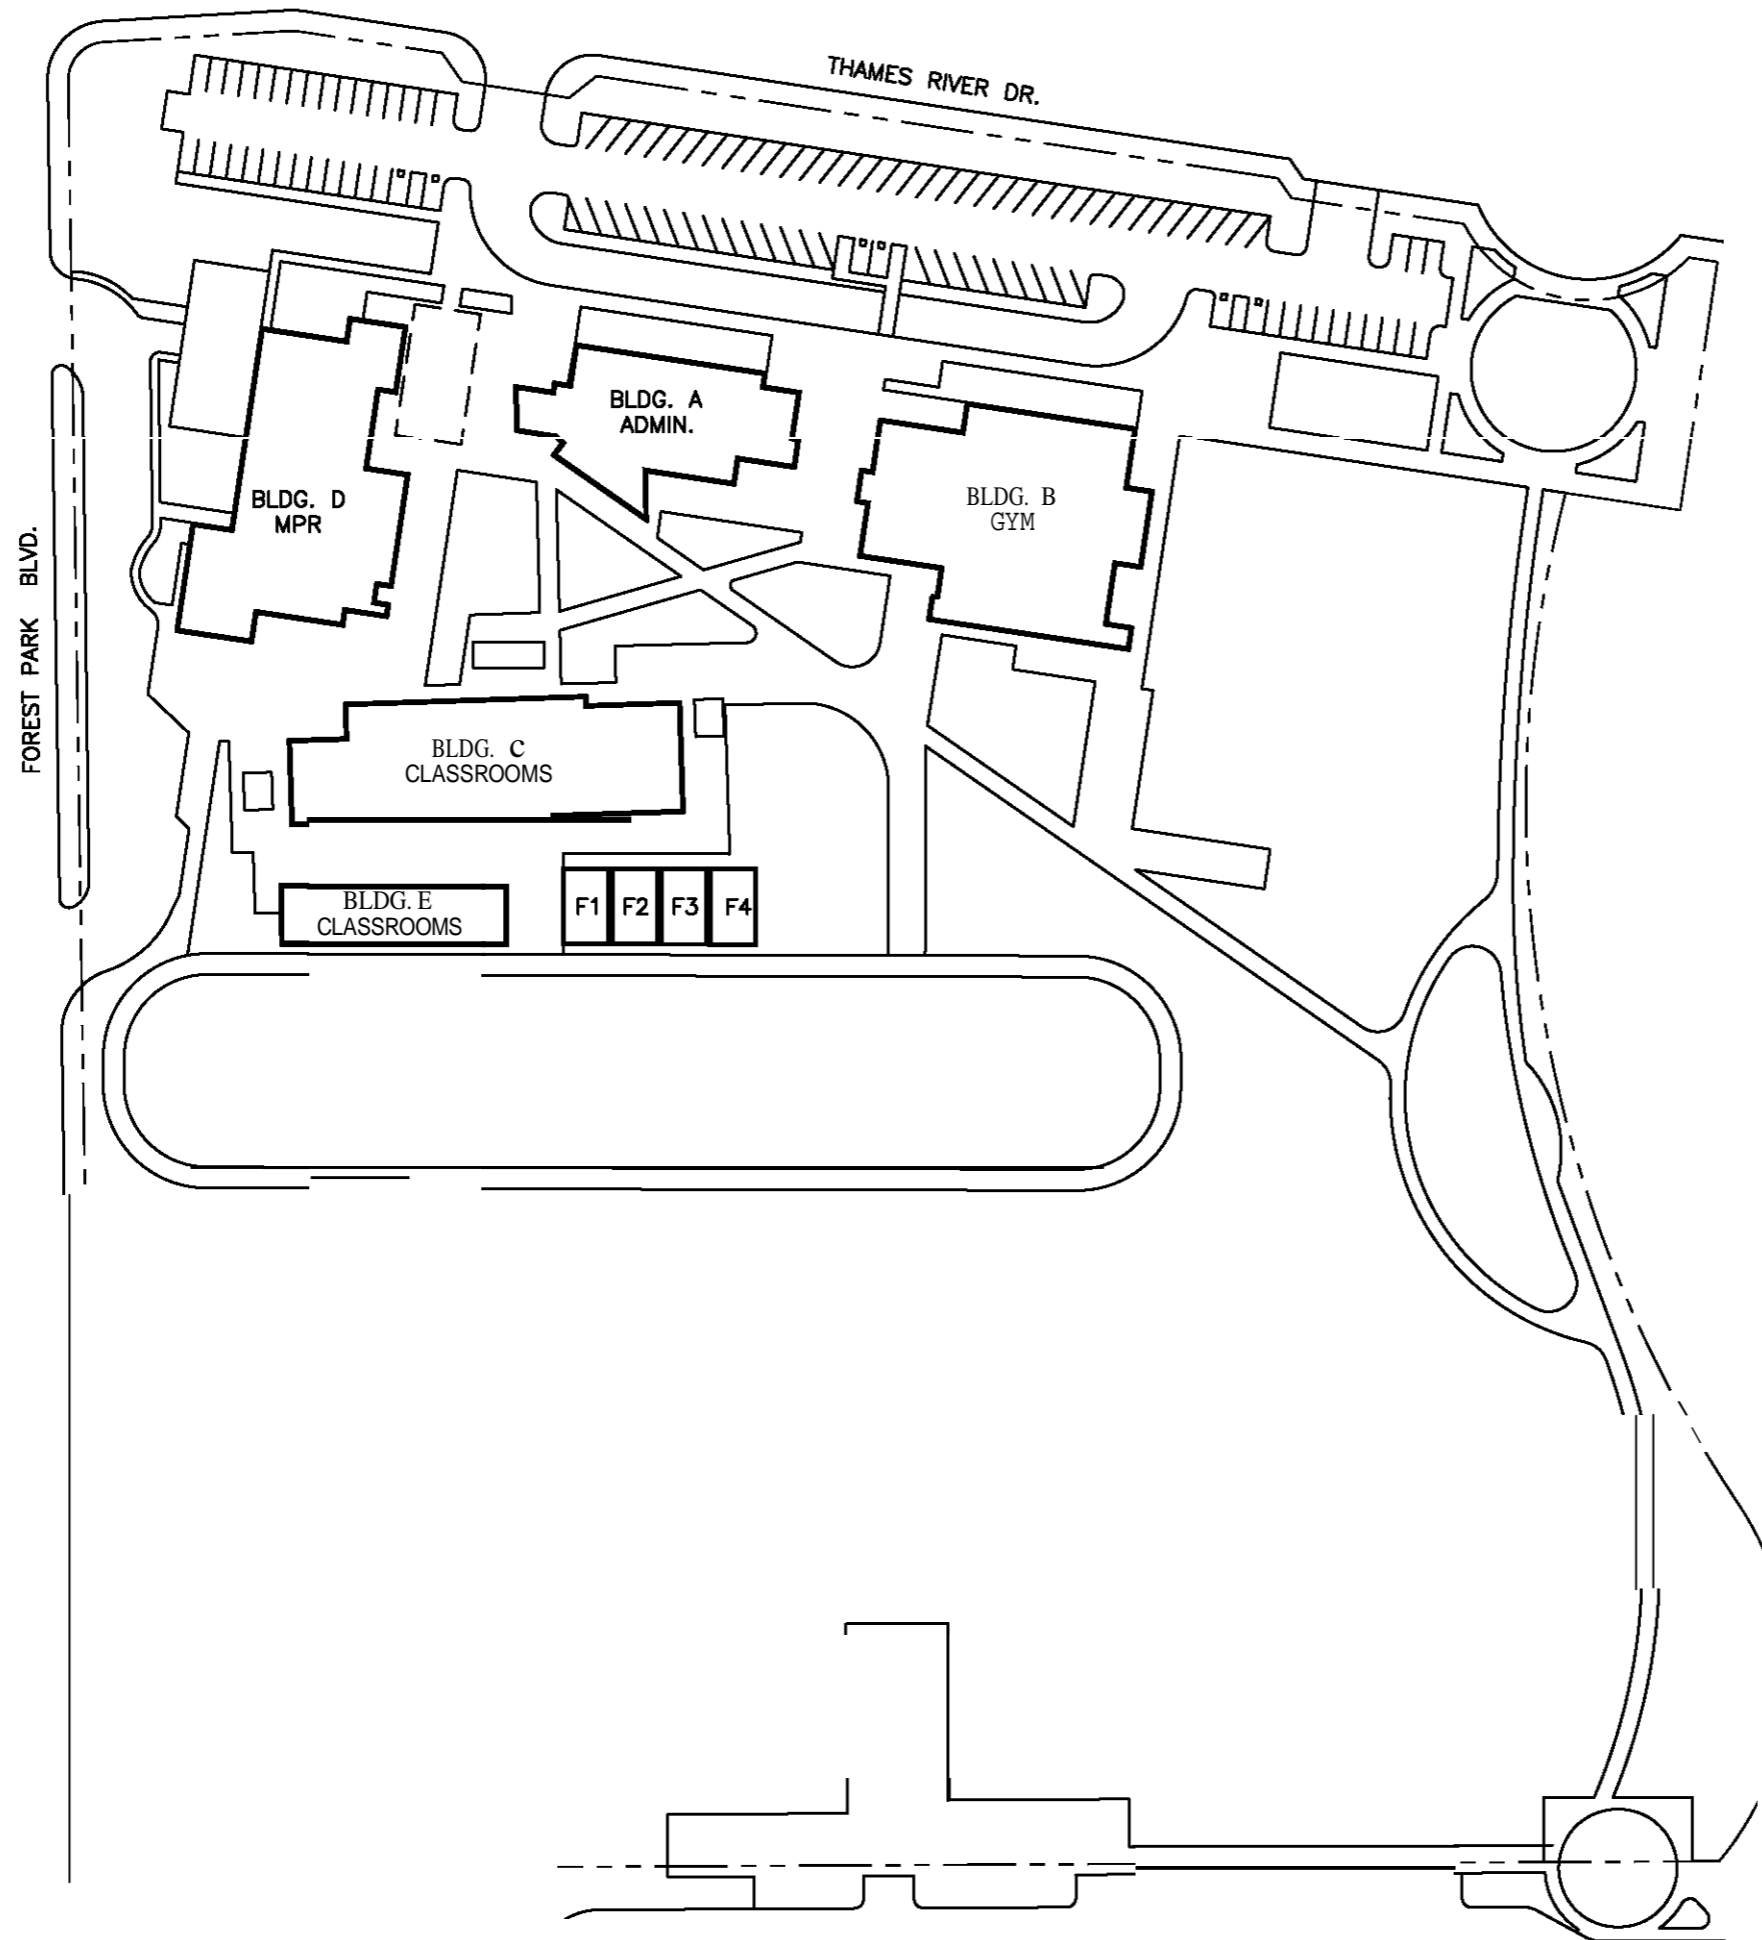 THAMES RIVER DR.
BLDG. A
ADMIN.
BLDG. D
MPR
BLDG. B
GYM
FOREST PARK BLVD.
BLDG. C
CLASSROOMS
BLDG. E
CLASSROOMS
F1 F2 F3 F4